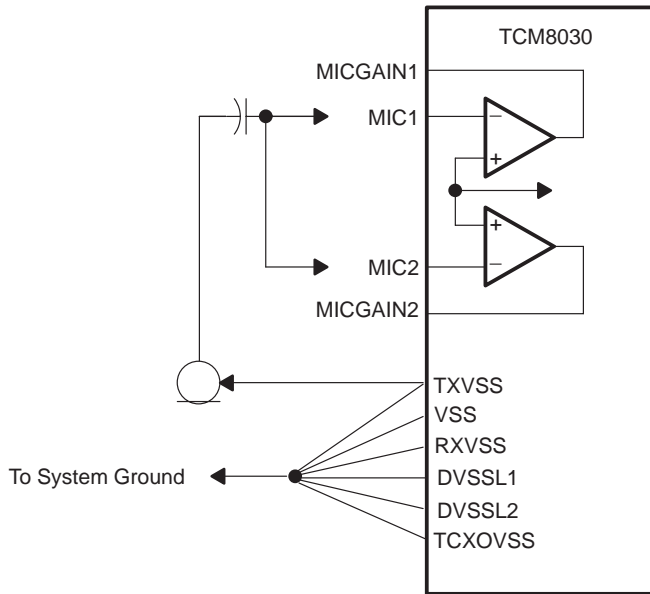 TCM8030
MICGAIN1
MIC1
−
+
+
MIC2
−
MICGAIN2
TXVSS
VSS
RXVSS
To System Ground
DVSSL1
DVSSL2
TCXOVSS